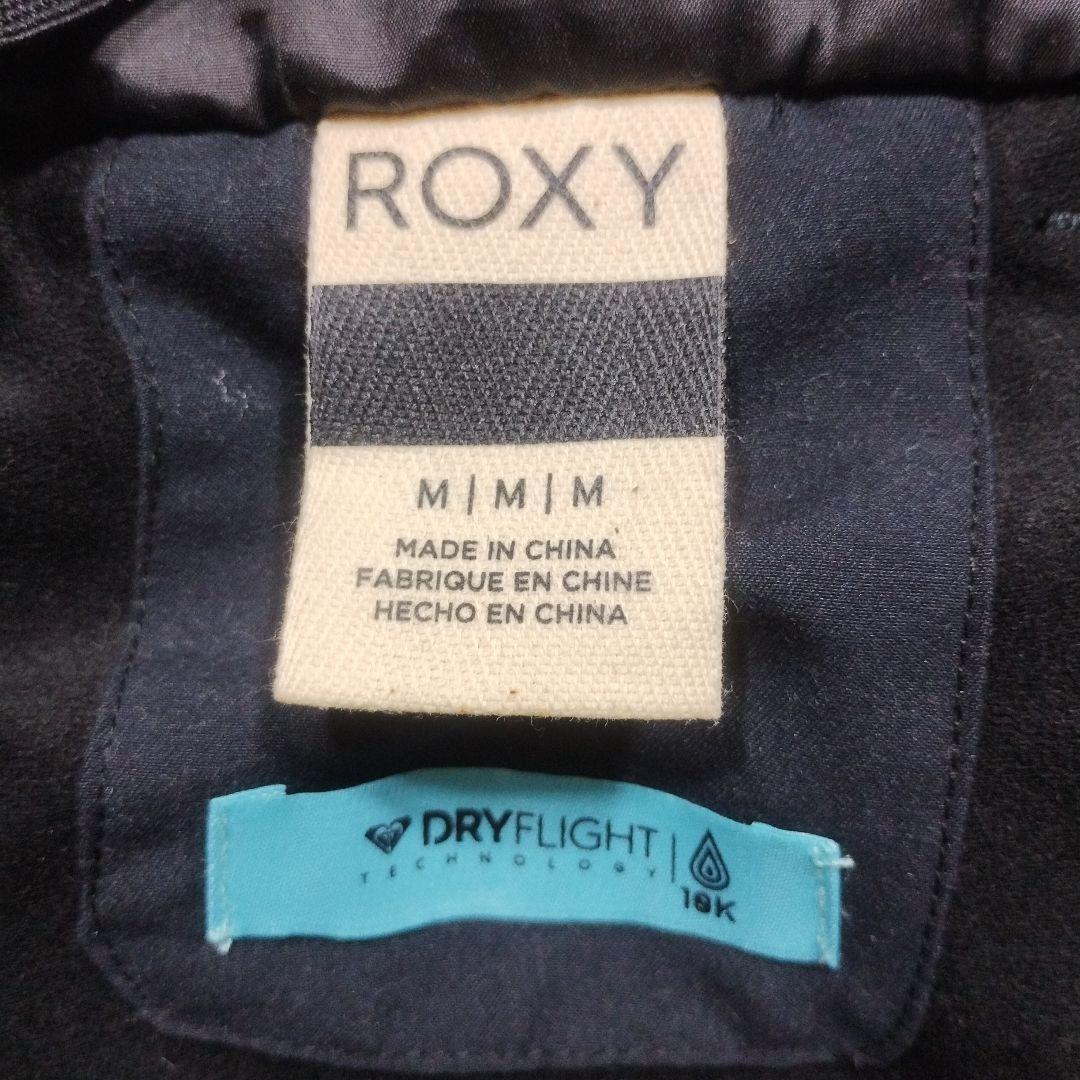 ROXY
M | M | M
MADE IN CHINA
FABRIQUE EN CHINE
HECHO EN CHINA
DRYFLIGHT
TECHNOLOGY
10K